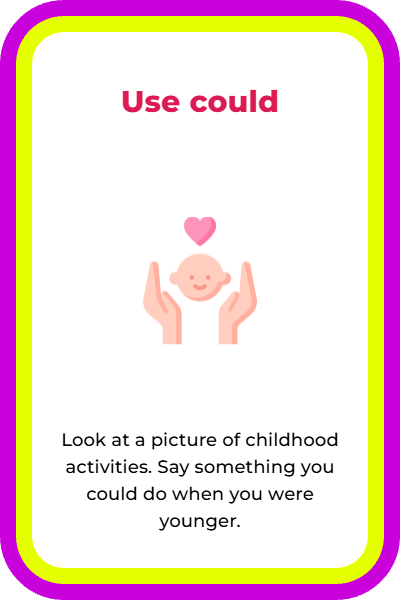 Use could
Look at a picture of childhood
activities. Say something you
could do when you were
younger.